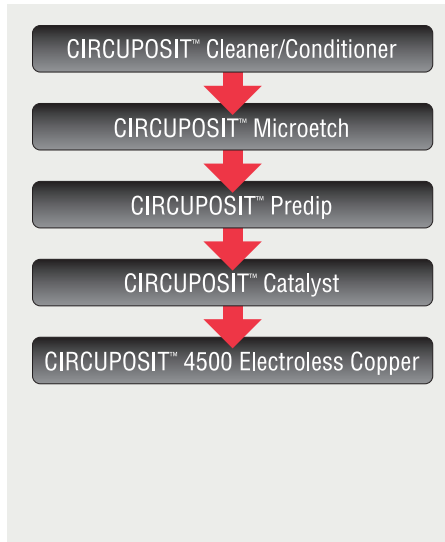 CIRCUPOSIT™ Cleaner/Conditioner
CIRCUPOSIT™ Microetch
CIRCUPOSIT™ Predip
CIRCUPOSIT™ Catalyst
CIRCUPOSIT™ 4500 Electroless Copper